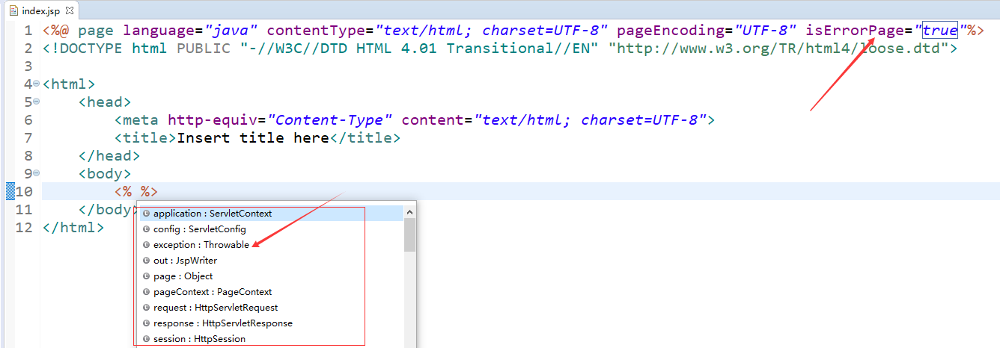 index.jsp
1 <%@ page language="java" contentType="text/html; charset=UTF-8" pageEncoding="UTF-8" isErrorPage="true"%>
2 <!DOCTYPE html PUBLIC "-//W3C//DTD HTML 4.01 Transitional//EN" "http://www.w3.org/TR/html4/loose.dtd">
3
4 <html>
5 <head>
6 <meta http-equiv="Content-Type" content="text/html; charset=UTF-8">
7 <title>Insert title here</title>
8 </head>
9 <body>
10 <% %>
11 </body>
12 </html>
application : ServletContext
config : ServletConfig
exception : Throwable
out : JspWriter
page : Object
pageContext : PageContext
request : HttpServletRequest
response : HttpServletResponse
session : HttpSession